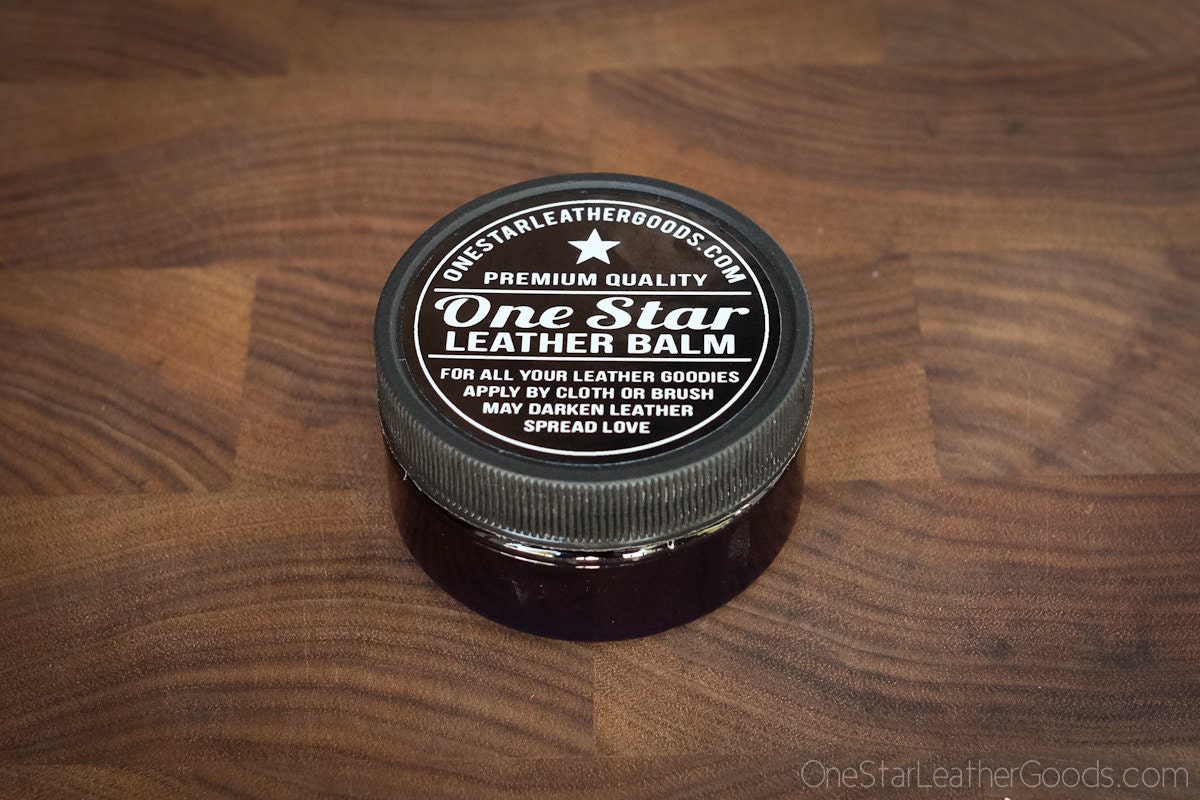 ONESTARLEATHERGOODS.COM
PREMIUM QUALITY
One Star
LEATHER BALM
FOR ALL YOUR LEATHER GOODIES
APPLY BY CLOTH OR BRUSH
MAY DARKEN LEATHER
SPREAD LOVE
OneStarLeatherGoods.com